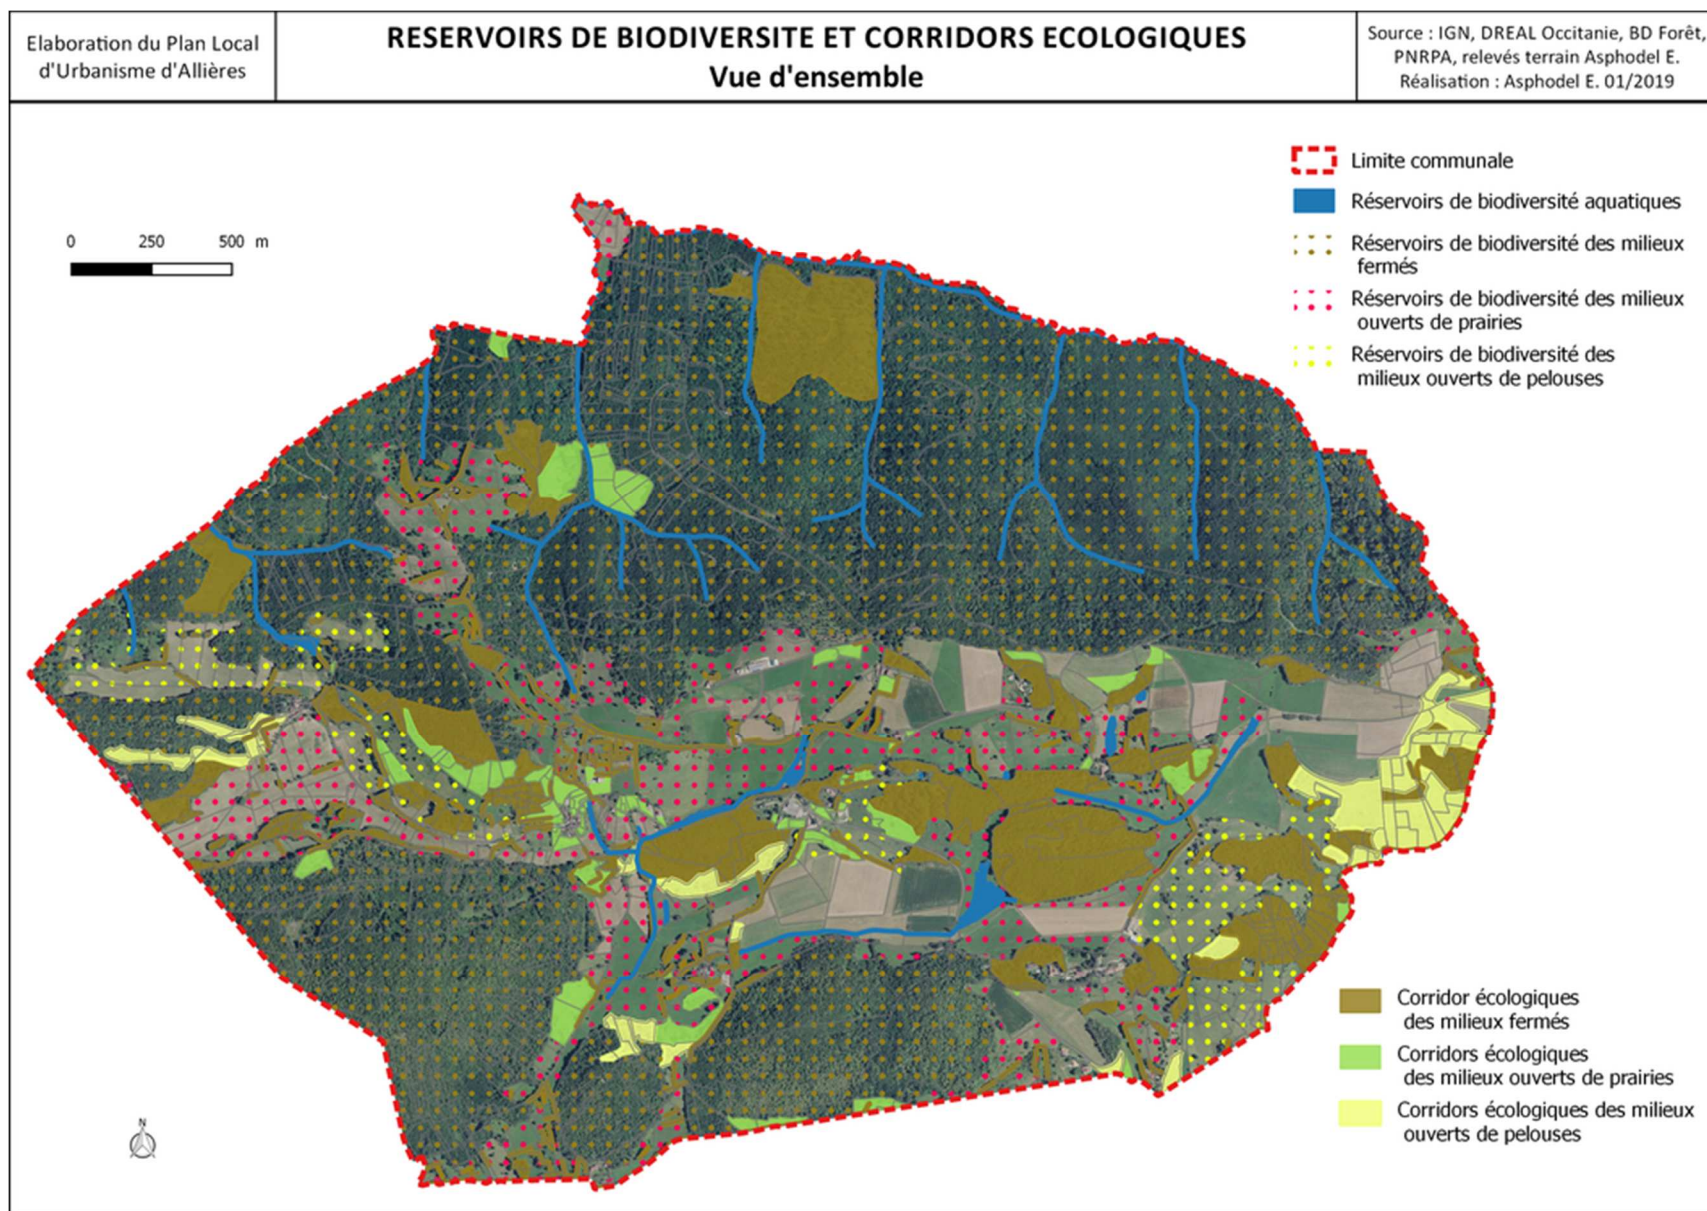 Elaboration du Plan Local
d'Urbanisme d'Allières
RESERVOIRS DE BIODIVERSITE ET CORRIDORS ECOLOGIQUES
Vue d'ensemble
Source : IGN, DREAL Occitanie, BD Forêt,
PNRPA, relevés terrain Asphodel E.
Réalisation : Asphodel E. 01/2019
0 250 500 m
Limite communale
Réservoirs de biodiversité aquatiques
Réservoirs de biodiversité des milieux
fermés
Réservoirs de biodiversité des milieux
ouverts de prairies
Réservoirs de biodiversité des
milieux ouverts de pelouses
Corridor écologiques
des milieux fermés
Corridors écologiques
des milieux ouverts de prairies
Corridors écologiques des milieux
ouverts de pelouses
N